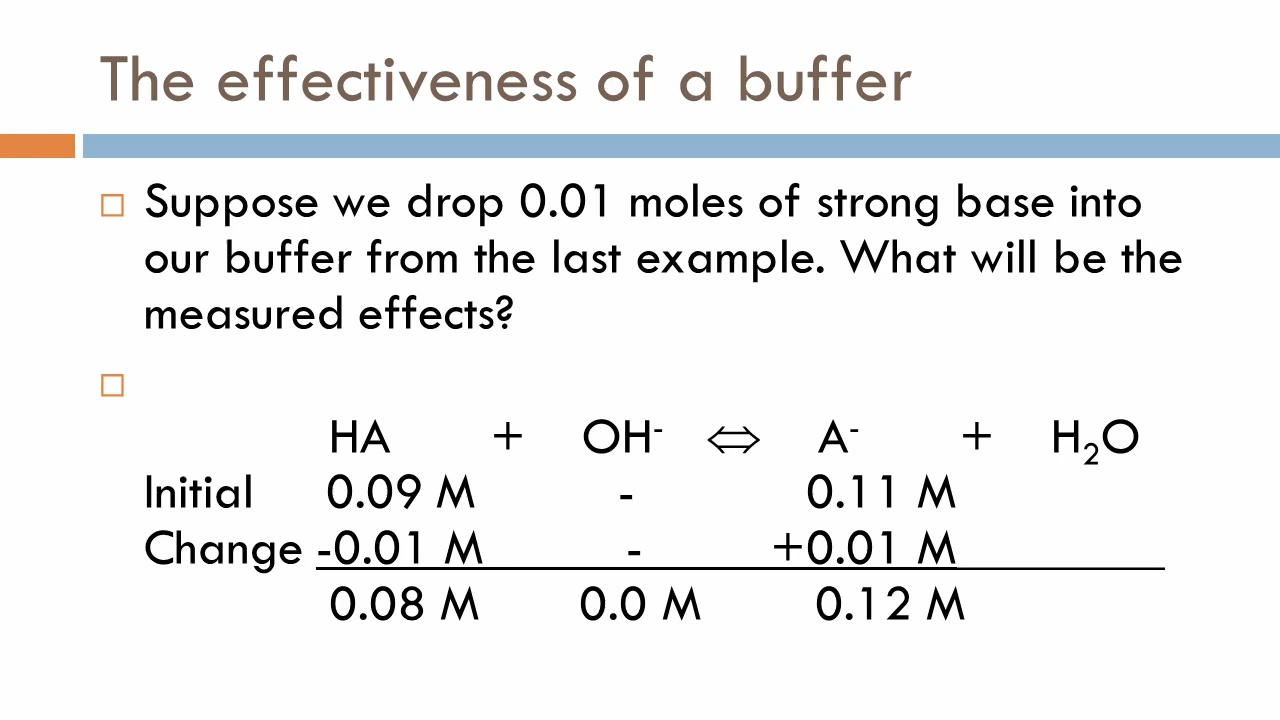 The effectiveness of a buffer
Suppose we drop 0.01 moles of strong base into
our buffer from the last example. What will be the
measured effects?
HA + OH⁻ ⇔ A⁻ + H₂O
Initial 0.09 M - 0.11 M
Change -0.01 M - +0.01 M
0.08 M 0.0 M 0.12 M